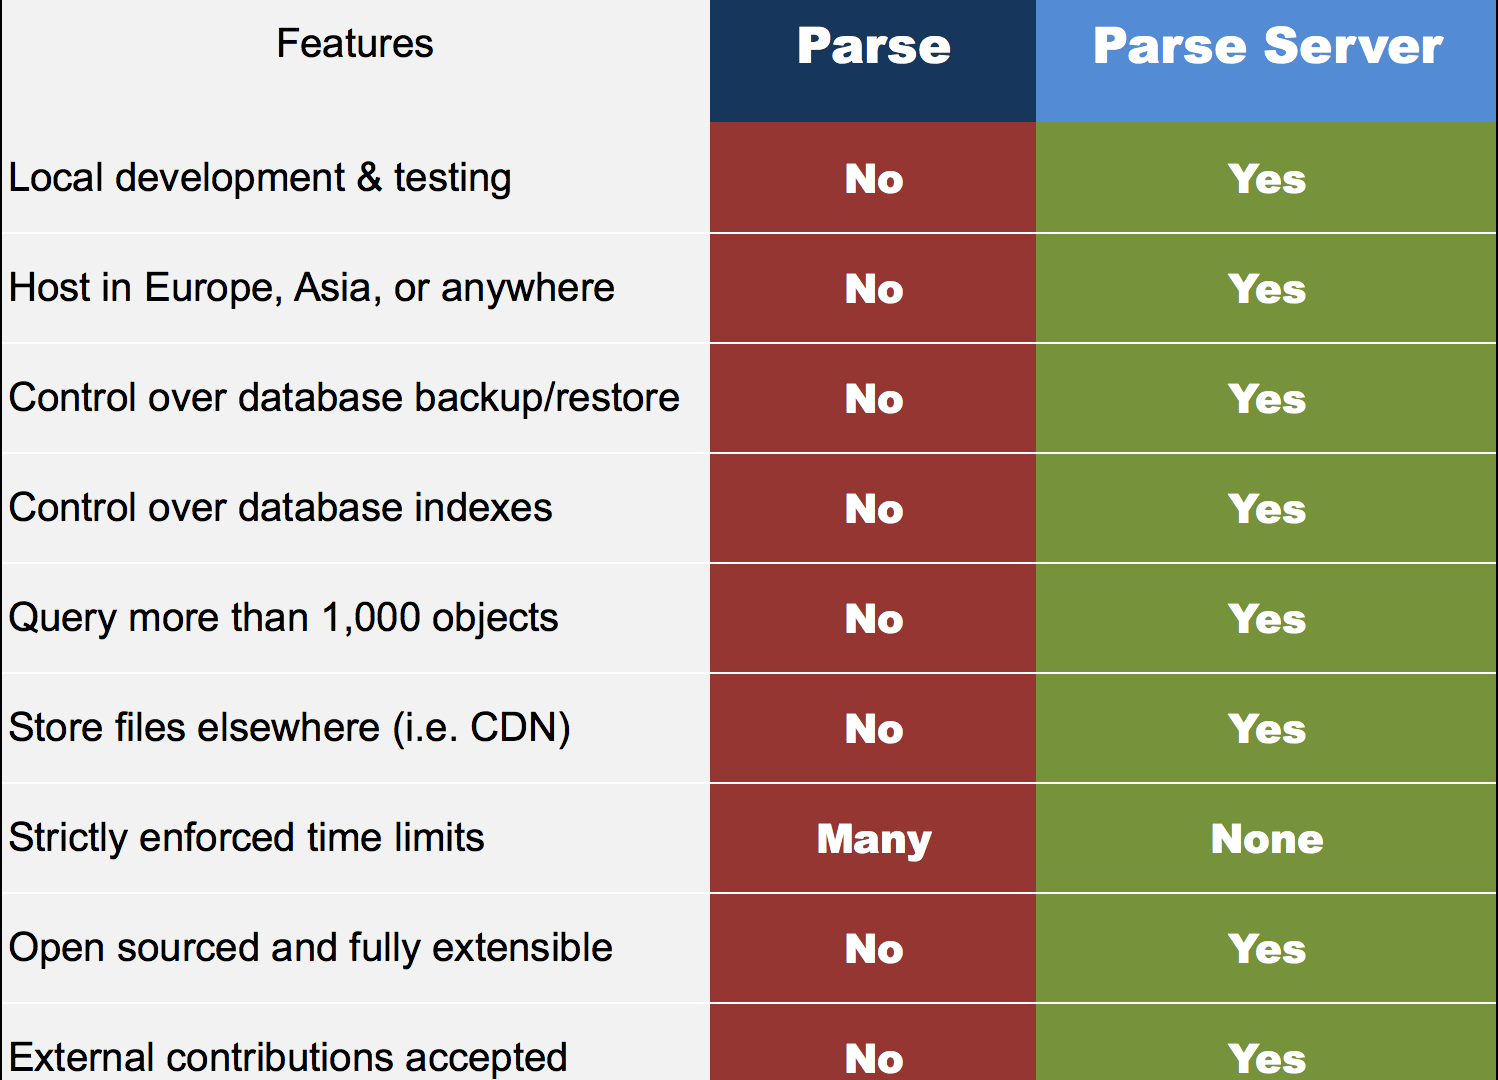 Features Parse Parse Server
Local development & testing No Yes
Host in Europe, Asia, or anywhere No Yes
Control over database backup/restore No Yes
Control over database indexes No Yes
Query more than 1,000 objects No Yes
Store files elsewhere (i.e. CDN) No Yes
Strictly enforced time limits Many None
Open sourced and fully extensible No Yes
External contributions accepted No Yes